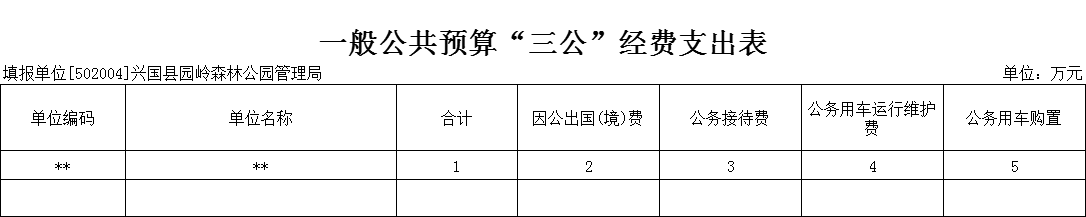 一般公共预算“三公”经费支出表
填报单位[502004]兴国县园岭森林公园管理局 单位：万元
单位编码 单位名称 合计 因公出国(境)费 公务接待费 公务用车运行维护费 公务用车购置
** ** 1 2 3 4 5